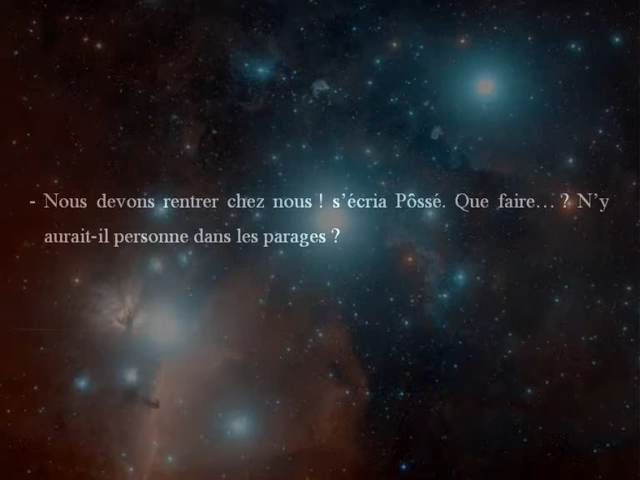 - Nous devons rentrer chez nous ! s’écria Pôssé. Que faire… ? N’y
aurait-il personne dans les parages ?